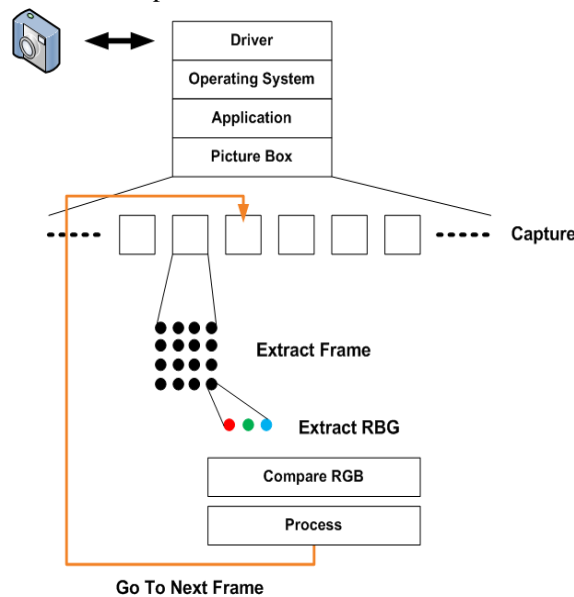 Driver
Operating System
Application
Picture Box
Capture
Extract Frame
Extract RBG
Compare RGB
Process
Go To Next Frame